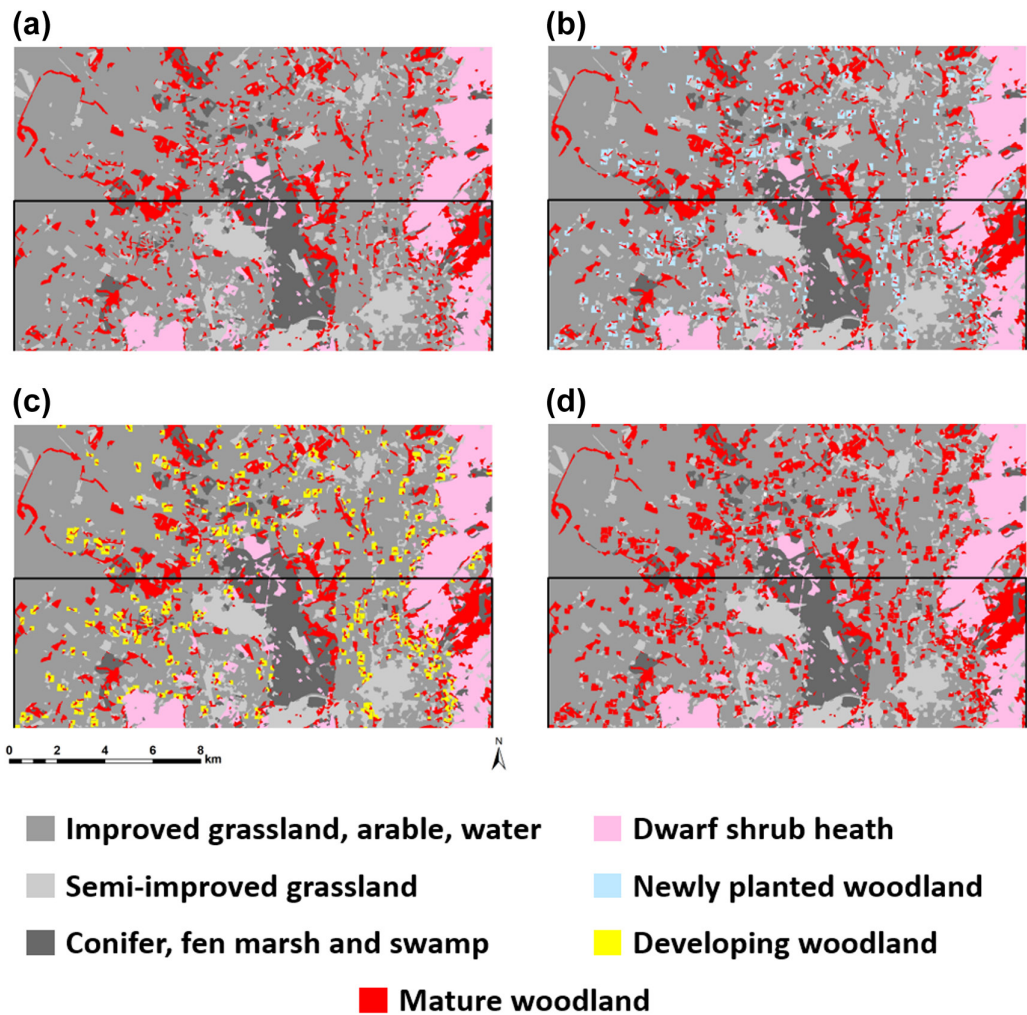 (a)
(b)
(c)
(d)
0 2 4 6 8
km
N
Improved grassland, arable, water
Dwarf shrub heath
Semi-improved grassland
Newly planted woodland
Conifer, fen marsh and swamp
Developing woodland
Mature woodland